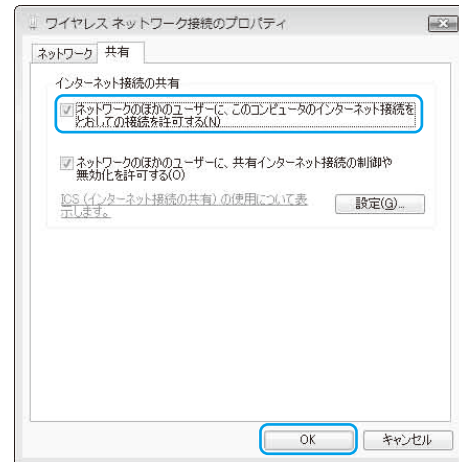 ワイヤレス ネットワーク接続のプロパティ
ネットワーク 共有
インターネット接続の共有
ネットワークのほかのユーザーに、このコンピュータのインターネット接続を
とおしての接続を許可する(N)
ネットワークのほかのユーザーに、共有インターネット接続の制御や
無効化を許可する(O)
ICS (インターネット接続の共有) の使用について表
示します。
設定(G)...
OK キャンセル